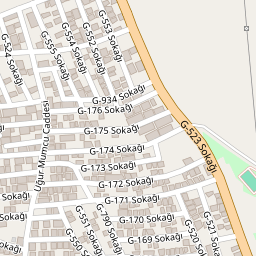 G-524 Sokağı
G-555 Sokağı
G-554 Sokağı
G-552 Sokağı
G-553 Sokağı
G-934 Sokağı
G-176 Sokağı
G-175 Sokağı
G-174 Sokağı
G-173 Sokağı
G-172 Sokağı
G-171 Sokağı
G-170 Sokağı
G-169 Sokağı
Uğur Mumcu Caddesi
G-523 Sokağı
G-521 Sokağı
G-520 Sokağı
G-790 Sokağı